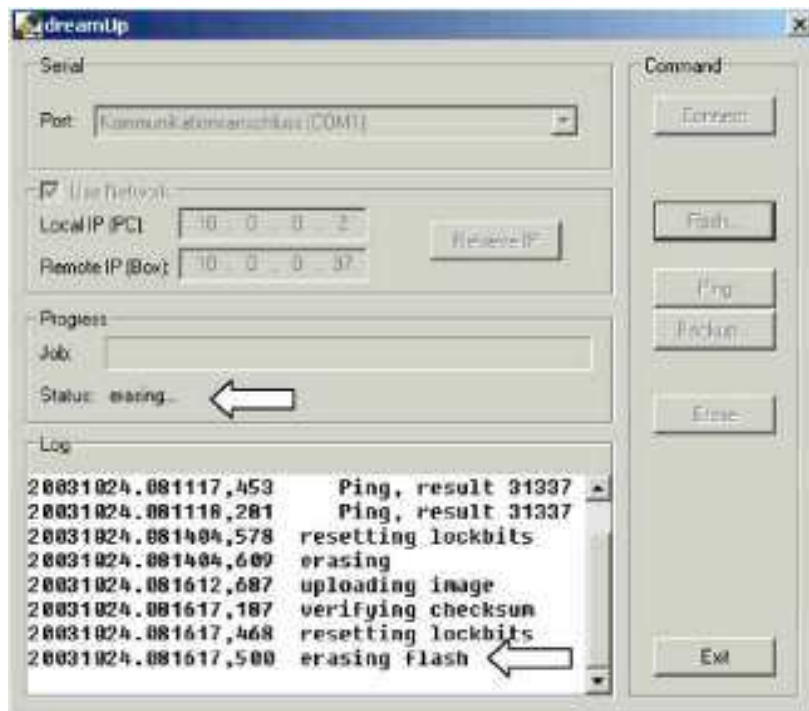 dreamUp
Serial
Port: Kommunikationsanschluss (COM1)
Use Network
Local IP (PC): 10 . 0 . 0 . 2
Retrieve IP
Remote IP (Box): 10 . 0 . 0 . 97
Progress
Job:
Status: erasing...
Log
20031024.081117,453 Ping, result 31337
20031024.081118,281 Ping, result 31337
20031024.081404,578 resetting lockbits
20031024.081404,609 erasing
20031024.081612,687 uploading image
20031024.081617,187 verifying checksum
20031024.081617,468 resetting lockbits
20031024.081617,500 erasing flash
Command
Connect
Flash...
Ping
Backup...
Erase
Exit